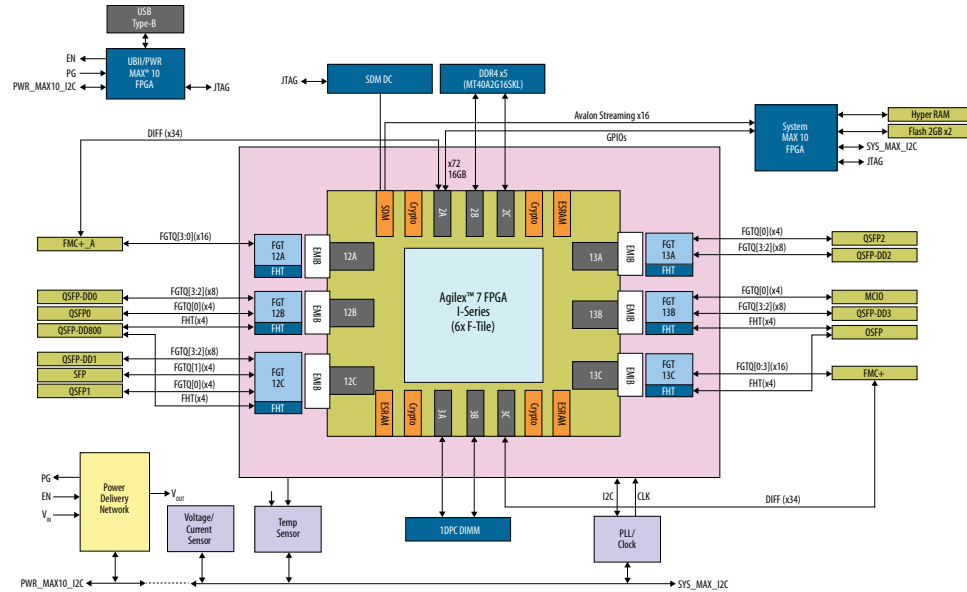 USB
Type-B
UBII/PWR
MAX® 10
FPGA
EN
PG
PWR_MAX10_I2C
JTAG
JTAG
SDM DC
DDR4 x5
(MT40A2G16SKL)
Avalon Streaming x16
GPIOs
System
MAX 10
FPGA
Hyper RAM
Flash 2GB x2
SYS_MAX_I2C
JTAG
DIFF (x34)
x72
16GB
SDM
Crypto
2A
2B
2C
Crypto
ESRAM
FMC+_A
FGTQ[3:0](x16)
FGT
12A
FHT
EMIB
12A
QSFP-DD0
QSFP0
QSFP-DD800
FGTQ[3:2](x8)
FGTQ[0](x4)
FHT(x4)
FGT
12B
FHT
EMIB
12B
QSFP-DD1
SFP
QSFP1
FGTQ[3:2](x8)
FGTQ[1](x4)
FGTQ[0](x4)
FHT(x4)
FGT
12C
FHT
EMIB
12C
Agilex™ 7 FPGA
I-Series
(6x F-Tile)
13A
EMIB
FGT
13A
FHT
FGTQ[0](x4)
FGTQ[3:2](x8)
QSFP2
QSFP-DD2
13B
EMIB
FGT
13B
FHT
FGTQ[0](x4)
FGTQ[3:2](x8)
FHT(x4)
MCIO
QSFP-DD3
OSFP
13C
EMIB
FGT
13C
FHT
FGTQ[0:3](x16)
FHT(x4)
FMC+
ESRAM
Crypto
3A
3B
3C
Crypto
ESRAM
PG
EN
VIN
Power
Delivery
Network
VOUT
Voltage/
Current
Sensor
Temp
Sensor
1DPC DIMM
I2C
CLK
PLL/
Clock
DIFF (x34)
PWR_MAX10_I2C
SYS_MAX_I2C